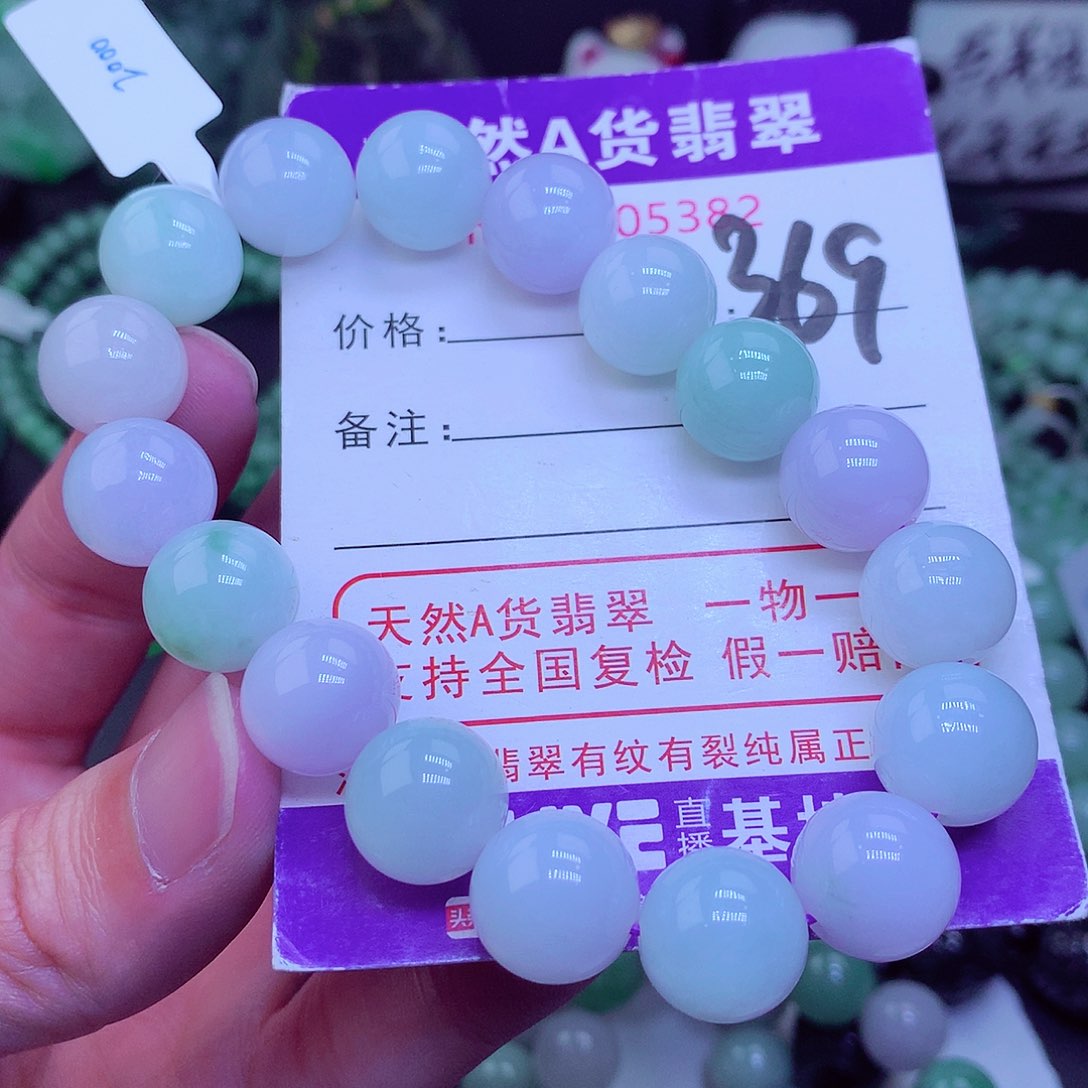 2000
然A货翡翠
05382
369
价格:
备注:
天然A货翡翠 一物一
支持全国复检 假一赔
翡翠有纹有裂纯属正
直播
基地